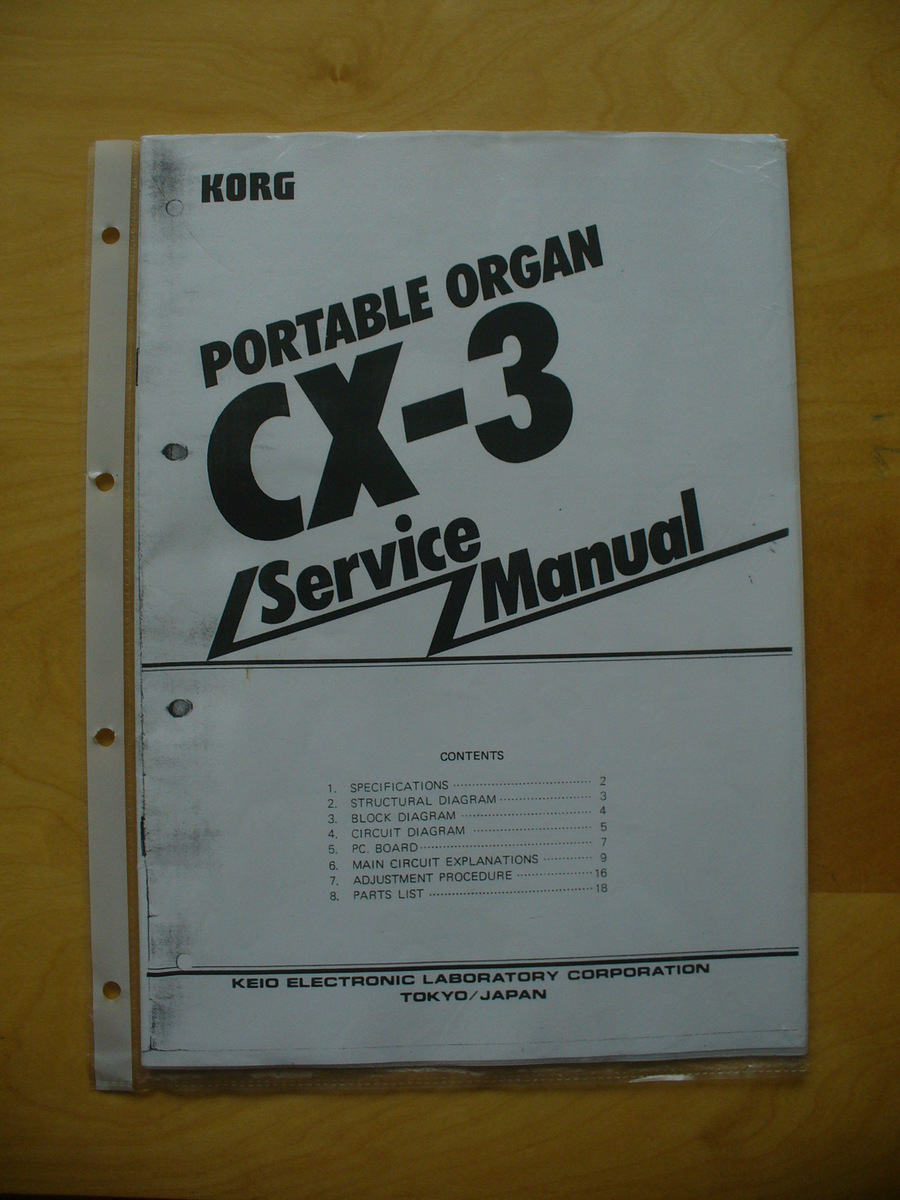 KORG
PORTABLE ORGAN
CX-3
Service Manual
CONTENTS
1. SPECIFICATIONS ................................ 2
2. STRUCTURAL DIAGRAM ..................... 3
3. BLOCK DIAGRAM .............................. 4
4. CIRCUIT DIAGRAM ............................ 5
5. PC. BOARD ....................................... 7
6. MAIN CIRCUIT EXPLANATIONS ............ 9
7. ADJUSTMENT PROCEDURE .................. 16
8. PARTS LIST ...................................... 18
KEIO ELECTRONIC LABORATORY CORPORATION
TOKYO/JAPAN